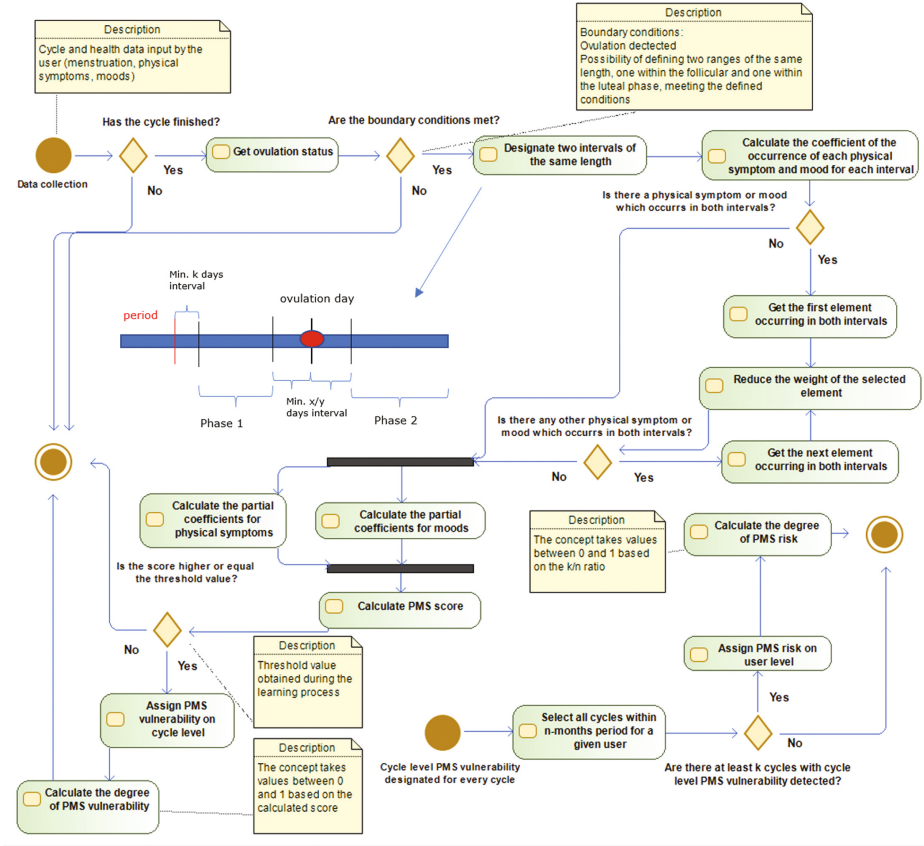 Description
Cycle and health data input by the
user (menstruation, physical
symptoms, moods)
Description
Boundary conditions:
Ovulation dectected
Possibility of defining two ranges of the same
length, one within the follicular and one within
the luteal phase, meeting the defined
conditions
Has the cycle finished?
Are the boundary conditions met?
Data collection
Yes
No
Get ovulation status
Yes
No
Designate two intervals
of the same length
Calculate the coefficient of the
occurrence of each physical
symptom and mood for each interval
Is there a physical symptom or mood
which occurrs in both intervals?
No
Yes
Min. k days
interval
period
ovulation day
Phase 1
Min. x/y
days interval
Phase 2
Get the first element
occurring in both intervals
Reduce the weight of the selected
element
Is there any other physical symptom or
mood which occurrs in both intervals?
No
Yes
Get the next element
occurring in both intervals
Calculate the partial
coefficients for
physical symptoms
Calculate the partial
coefficients for moods
Is the score higher or equal
the threshold value?
Calculate PMS score
No
Yes
Description
Threshold value
obtained during the
learning process
Assign PMS
vulnerability on
cycle level
Description
The concept takes
values between 0
and 1 based on the
calculated score
Calculate the degree
of PMS vulnerability
Description
The concept takes values
between 0 and 1 based
on the k/n ratio
Calculate the degree
of PMS risk
Assign PMS risk on
user level
Yes
No
Cycle level PMS vulnerability
designated for every cycle
Select all cycles within
n-months period for a
given user
Are there at least k cycles with cycle
level PMS vulnerability detected?